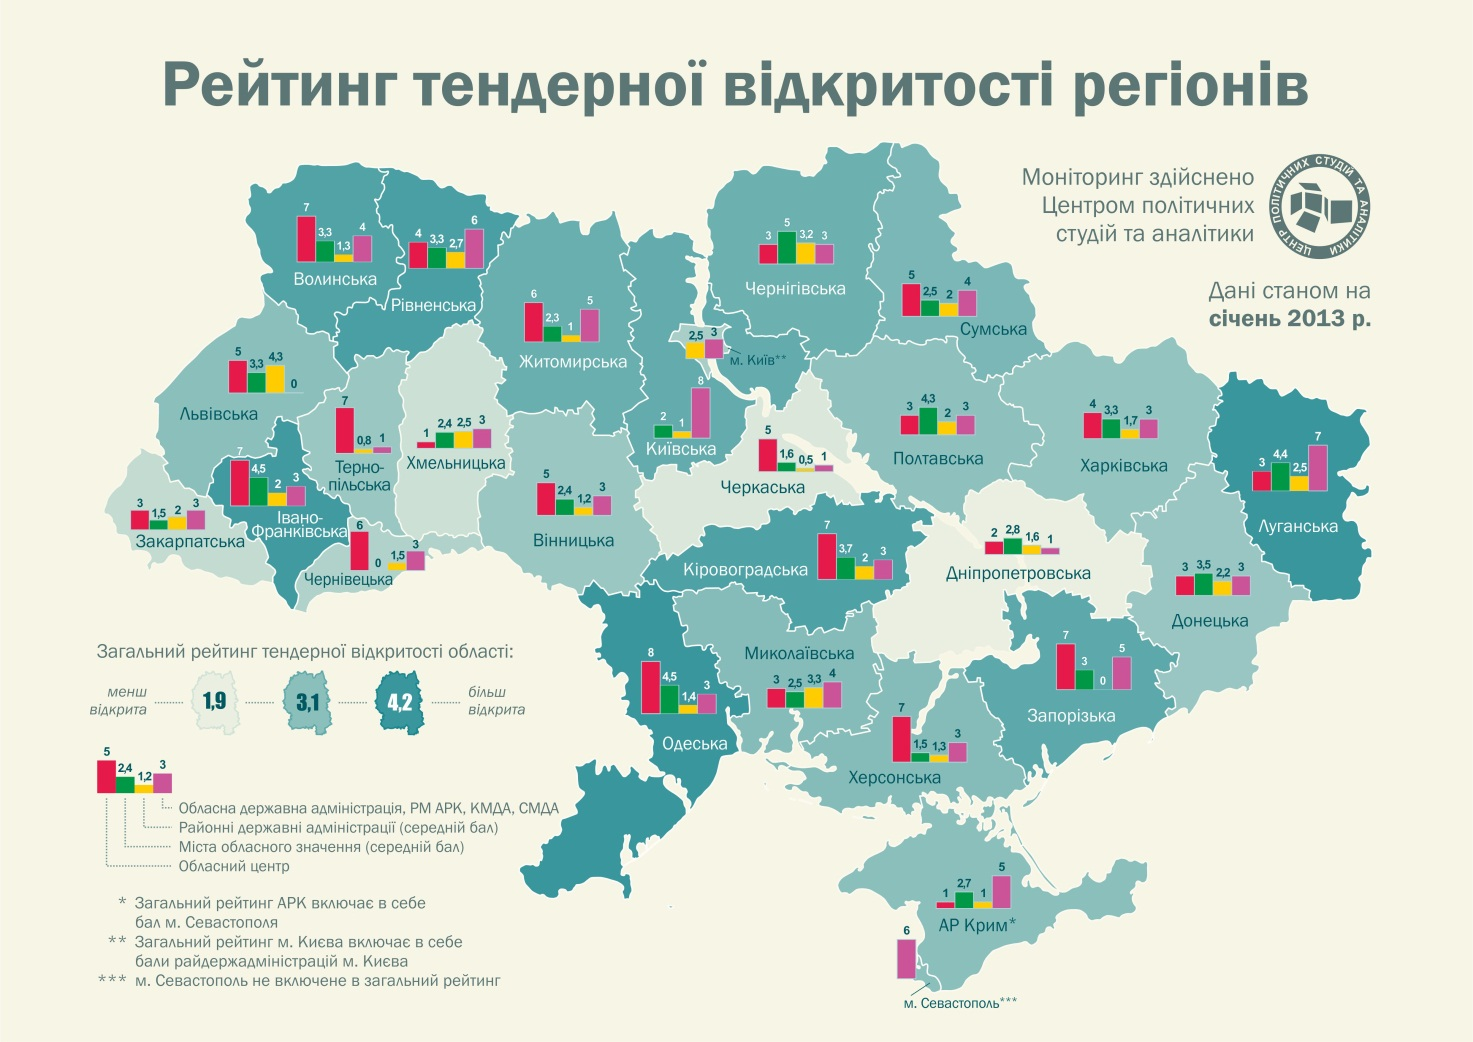 Рейтинг тендерної відкритості регіонів
Моніторинг здійснено
Центром політичних
студій та аналітики
ЦЕНТР ПОЛІТИЧНИХ СТУДІЙ ТА АНАЛІТИКИ
Дані станом на
січень 2013 р.
7 3,3 1,3 4
Волинська
4 3,3 2,7 6
Рівненська
6 2,3 1 5
Житомирська
3 5 3,2 3
Чернігівська
5 2,5 2 4
Сумська
2,5 3
м. Київ**
2 1 8
Київська
5 3,3 4,3 0
Львівська
7 0,8 1
Терно-
пільська
1 2,4 2,5 3
Хмельницька
5 1,6 0,5 1
Черкаська
3 4,3 2 3
Полтавська
4 3,3 1,7 3
Харківська
3 4,4 2,5 7
Луганська
7 4,5 2 3
Івано-
Франківська
3 1,5 2 3
Закарпатська
6 0 1,5 3
Чернівецька
5 2,4 1,2 3
Вінницька
7 3,7 2 3
Кіровоградська
2 2,8 1,6 1
Дніпропетровська
3 3,5 2,2 3
Донецька
8 4,5 1,4 3
Одеська
Миколаївська
3 2,5 3,3 4
7 3 0 5
Запорізька
7 1,5 1,3 3
Херсонська
1 2,7 1 5
АР Крим*
6
м. Севастополь***
Загальний рейтинг тендерної відкритості області:
менш
відкрита
1,9 3,1 4,2
більш
відкрита
5 2,4 1,2 3
Обласна державна адміністрація, РМ АРК, КМДА, СМДА
Районні державні адміністрації (середній бал)
Міста обласного значення (середній бал)
Обласний центр
* Загальний рейтинг АРК включає в себе
бал м. Севастополя
** Загальний рейтинг м. Києва включає в себе
бали райдержадміністрацій м. Києва
*** м. Севастополь не включене в загальний рейтинг